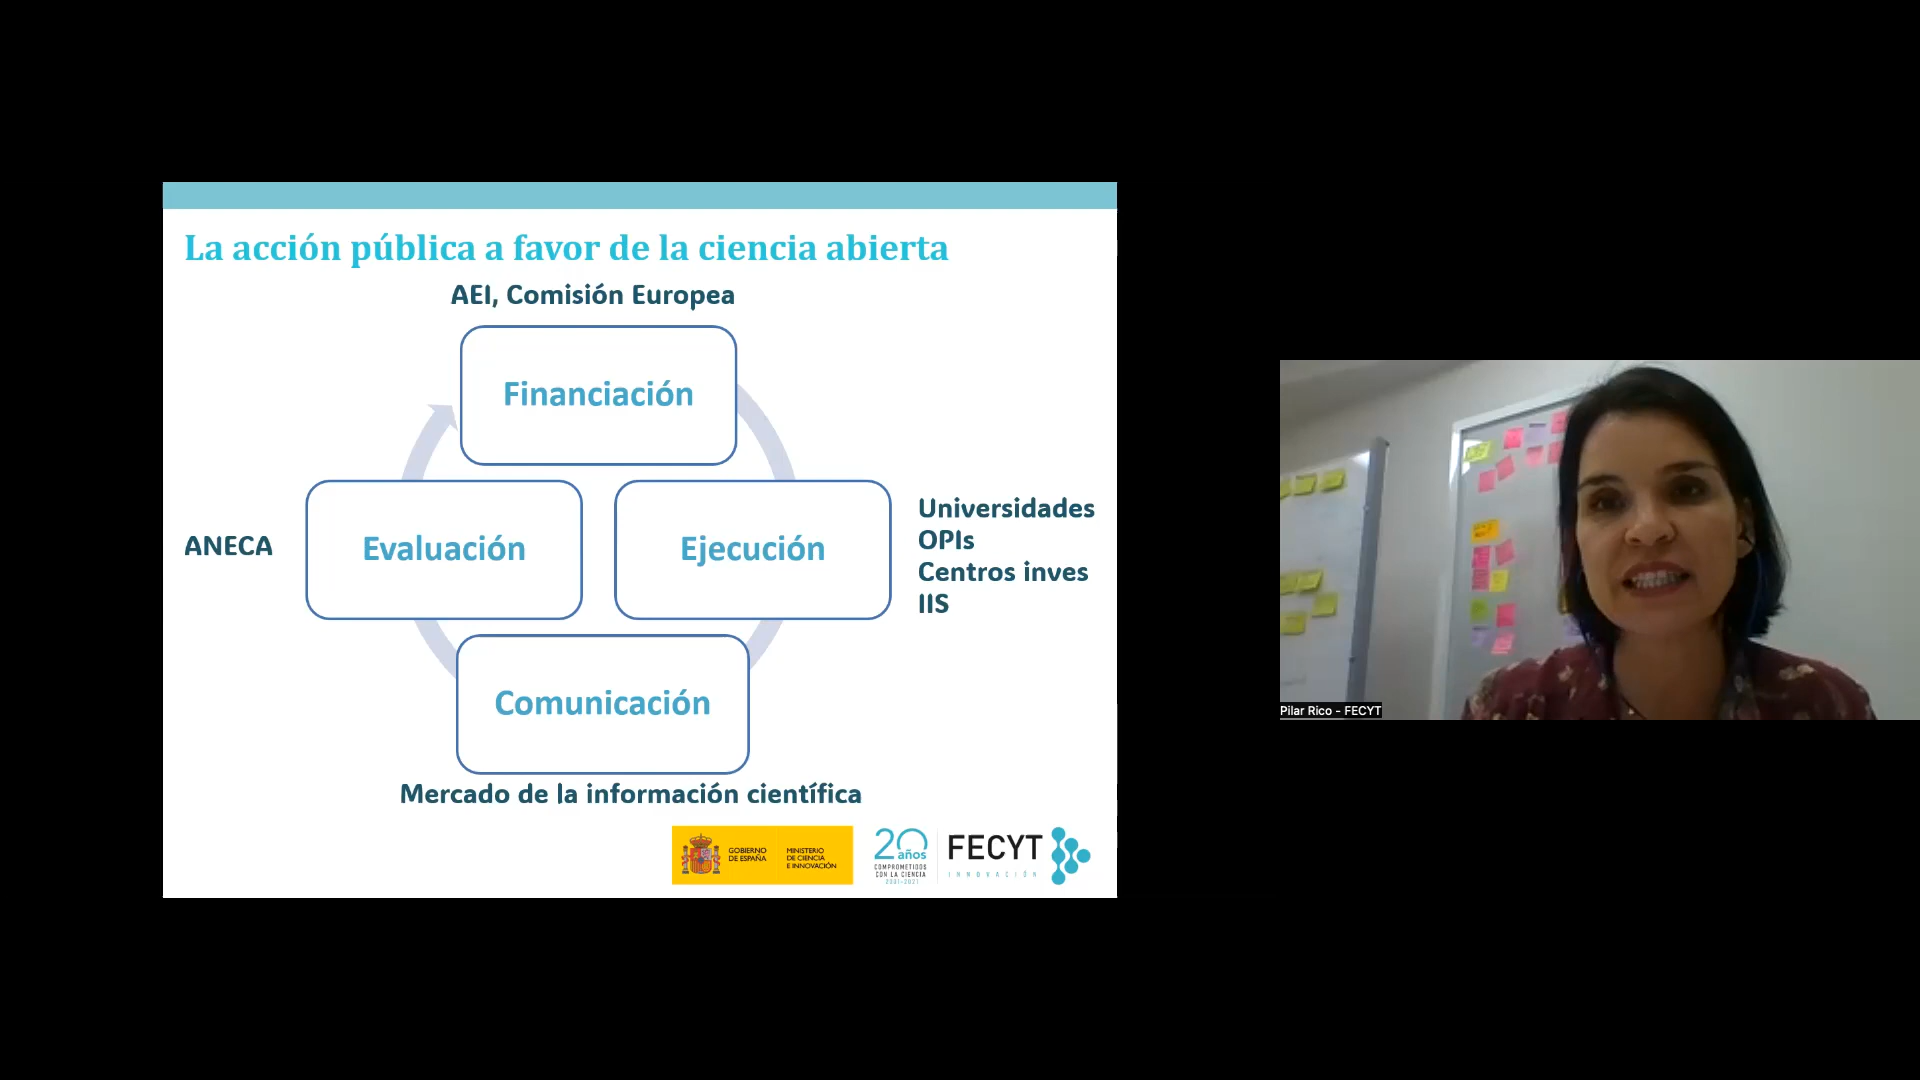 La acción pública a favor de la ciencia abierta
AEI, Comisión Europea
Financiación
ANECA
Evaluación
Ejecución
Universidades
OPIs
Centros inves
IIS
Comunicación
Mercado de la información científica
GOBIERNO
DE ESPAÑA
MINISTERIO
DE CIENCIA
E INNOVACIÓN
20
años
COMPROMETIDOS
CON LA CIENCIA
2001-2021
FECYT
INNOVACIÓN
Pilar Rico - FECYT